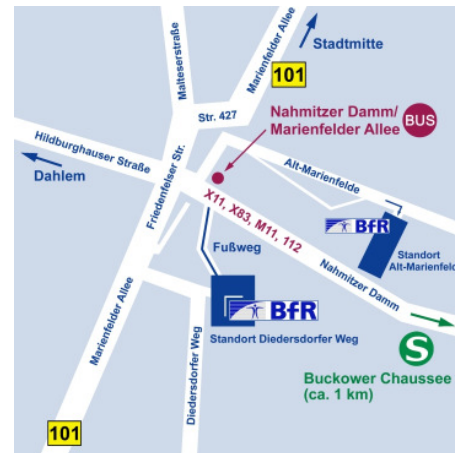 Malteserstraße
Marienfelder Allee
Stadtmitte
101
Str. 427
Nahmitzer Damm/
Marienfelder Allee
BUS
Hildburghauser Straße
Dahlem
Friedenfelser Str.
Alt-Marienfelde
X11, X83, M11, 112
BfR
Standort
Alt-Marienfelde
Fußweg
Nahmitzer Damm
Marienfelder Allee
BfR
Standort Diedersdorfer Weg
Diedersdorfer Weg
S
Buckower Chaussee
(ca. 1 km)
101